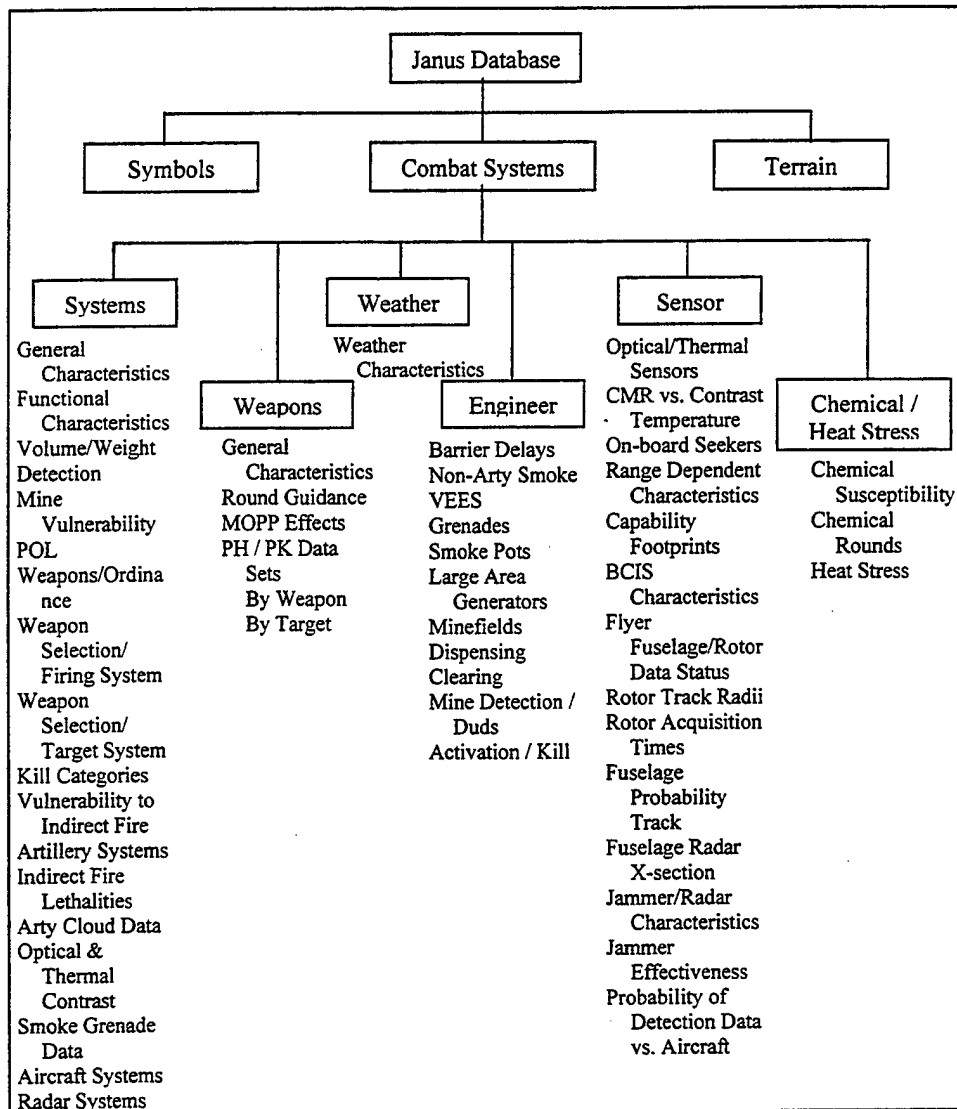 Janus Database
Symbols
Combat Systems
Terrain
Systems
General
Characteristics
Functional
Characteristics
Volume/Weight
Detection
Mine
Vulnerability
POL
Weapons/Ordina
nce
Weapon
Selection/
Firing System
Weapon
Selection/
Target System
Kill Categories
Vulnerability to
Indirect Fire
Artillery Systems
Indirect Fire
Lethalities
Arty Cloud Data
Optical &
Thermal
Contrast
Smoke Grenade
Data
Aircraft Systems
Radar Systems
Weapons
General
Characteristics
Round Guidance
MOPP Effects
PH / PK Data
Sets
By Weapon
By Target
Weather
Weather
Characteristics
Engineer
Barrier Delays
Non-Arty Smoke
VEES
Grenades
Smoke Pots
Large Area
Generators
Minefields
Dispensing
Clearing
Mine Detection /
Duds
Activation / Kill
Sensor
Optical/Thermal
Sensors
CMR vs. Contrast
Temperature
On-board Seekers
Range Dependent
Characteristics
Capability
Footprints
BCIS
Characteristics
Flyer
Fuselage/Rotor
Data Status
Rotor Track Radii
Rotor Acquisition
Times
Fuselage
Probability
Track
Fuselage Radar
X-section
Jammer/Radar
Characteristics
Jammer
Effectiveness
Probability of
Detection Data
vs. Aircraft
Chemical /
Heat Stress
Chemical
Susceptibility
Chemical
Rounds
Heat Stress